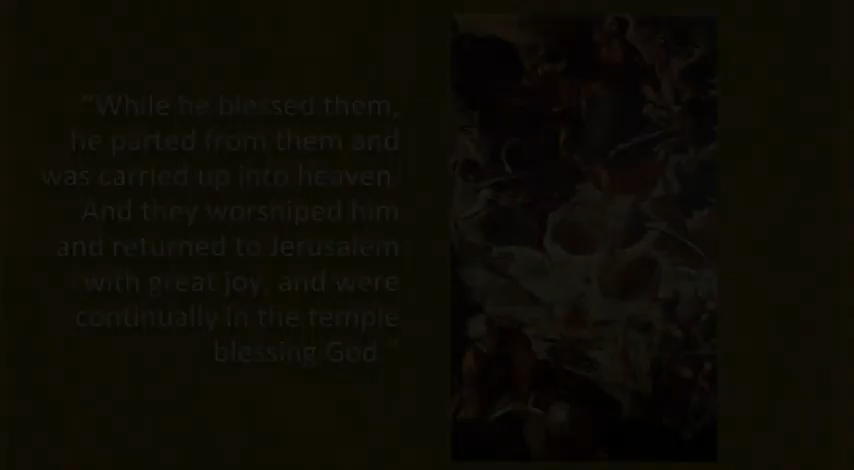 "While he blessed them,
he parted from them and
was carried up into heaven.
And they worshiped him
and returned to Jerusalem
with great joy, and were
continually in the temple
blessing God."